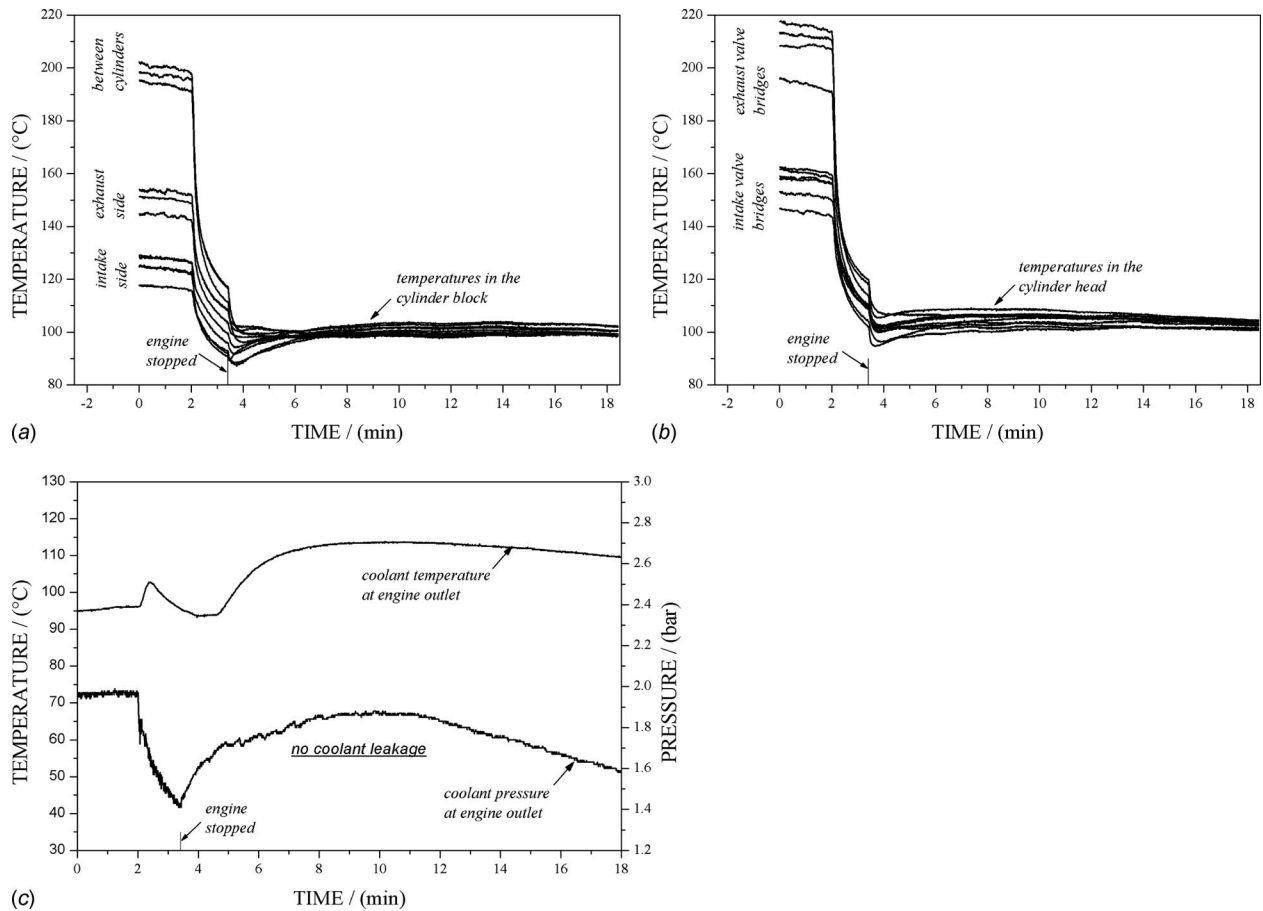 220
200
180
160
140
120
100
80
TEMPERATURE / (°C)
between
cylinders
exhaust
side
intake
side
temperatures in the
cylinder block
engine
stopped
-2 0 2 4 6 8 10 12 14 16 18
TIME / (min)
(a)
220
200
180
160
140
120
100
80
TEMPERATURE / (°C)
exhaust valve
bridges
intake valve
bridges
temperatures in the
cylinder head
engine
stopped
-2 0 2 4 6 8 10 12 14 16 18
TIME / (min)
(b)
130
120
110
100
90
80
70
60
50
40
30
TEMPERATURE / (°C)
coolant temperature
at engine outlet
no coolant leakage
coolant pressure
at engine outlet
engine
stopped
3.0
2.8
2.6
2.4
2.2
2.0
1.8
1.6
1.4
1.2
PRESSURE / (bar)
0 2 4 6 8 10 12 14 16 18
TIME / (min)
(c)